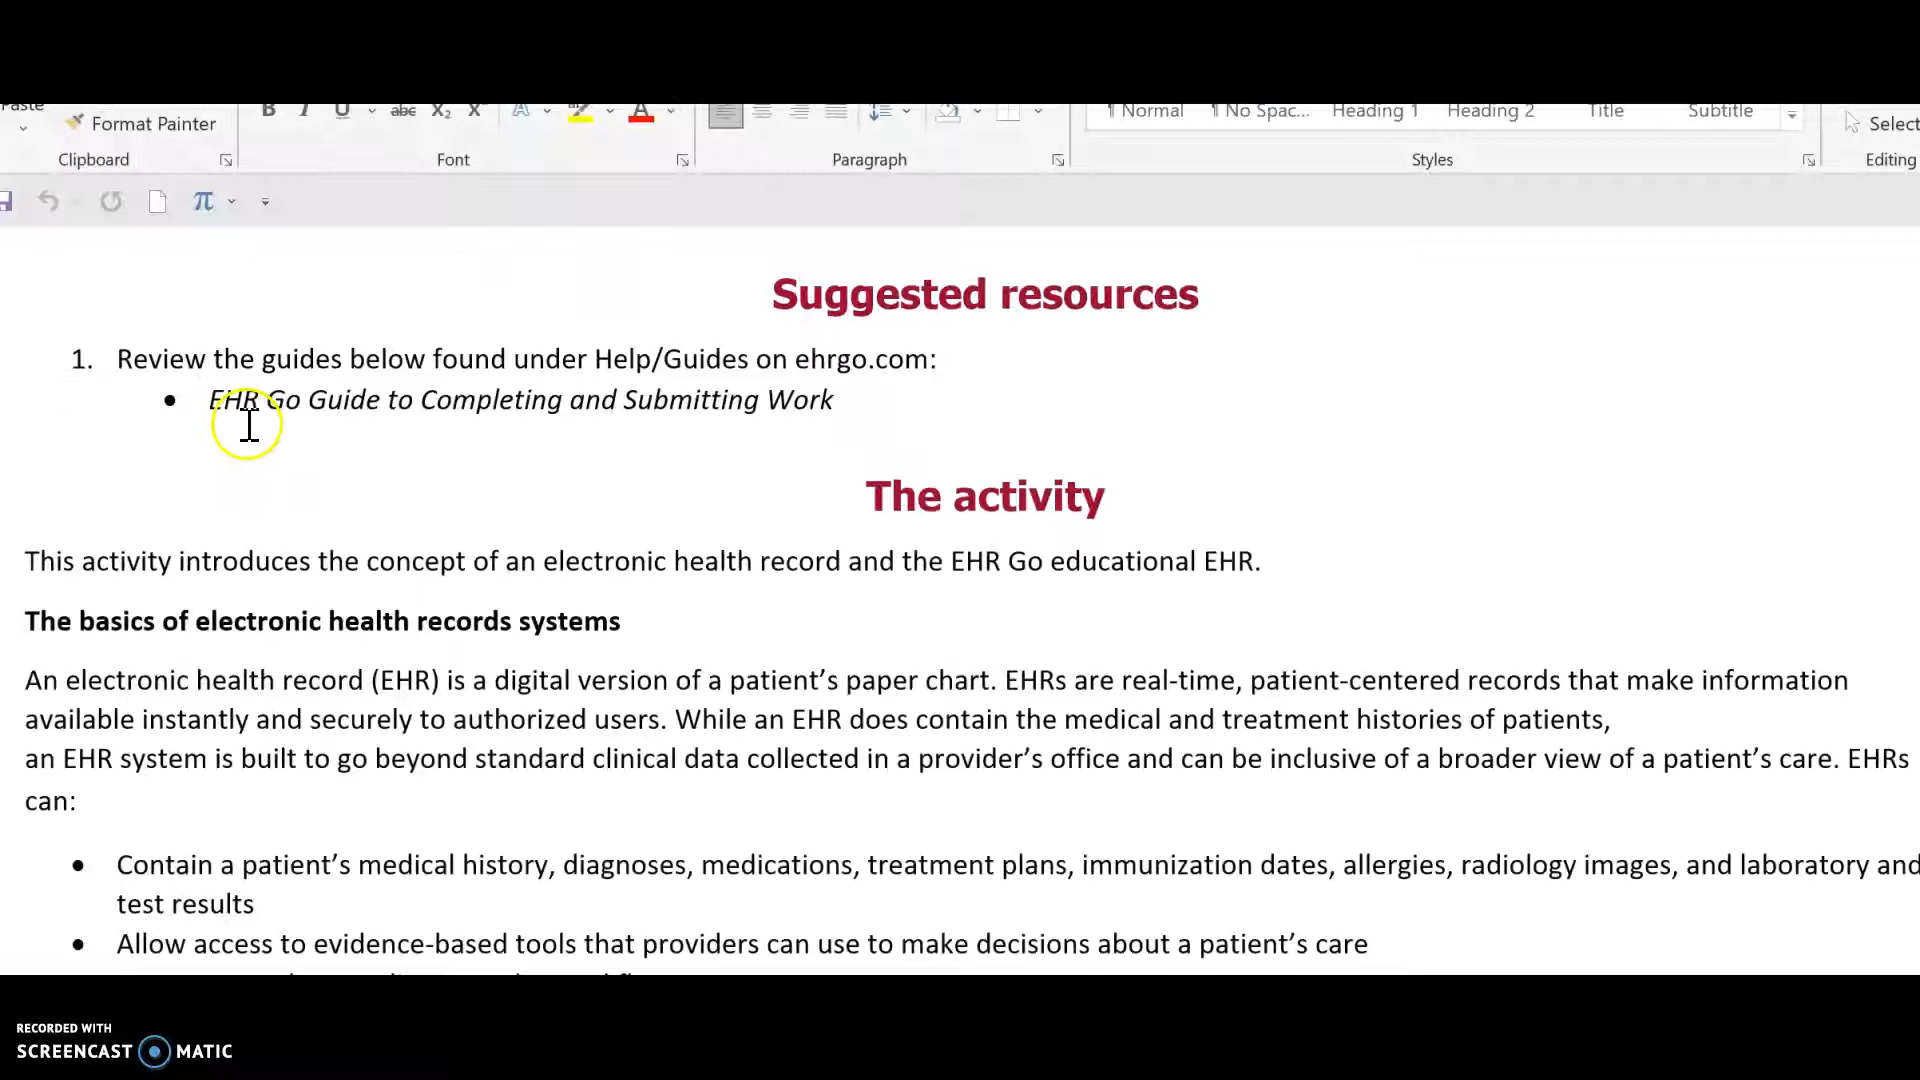 Paste
Format Painter
B I U abc X₂ X A A
¶ Normal ¶ No Spac... Heading 1 Heading 2 Title Subtitle
Select
Clipboard Font Paragraph Styles Editing
π
Suggested resources
1. Review the guides below found under Help/Guides on ehrgo.com:
• EHR Go Guide to Completing and Submitting Work
The activity
This activity introduces the concept of an electronic health record and the EHR Go educational EHR.
The basics of electronic health records systems
An electronic health record (EHR) is a digital version of a patient’s paper chart. EHRs are real-time, patient-centered records that make information
available instantly and securely to authorized users. While an EHR does contain the medical and treatment histories of patients,
an EHR system is built to go beyond standard clinical data collected in a provider’s office and can be inclusive of a broader view of a patient’s care. EHRs
can:
• Contain a patient’s medical history, diagnoses, medications, treatment plans, immunization dates, allergies, radiology images, and laboratory and
test results
• Allow access to evidence-based tools that providers can use to make decisions about a patient’s care
RECORDED WITH
SCREENCAST MATIC